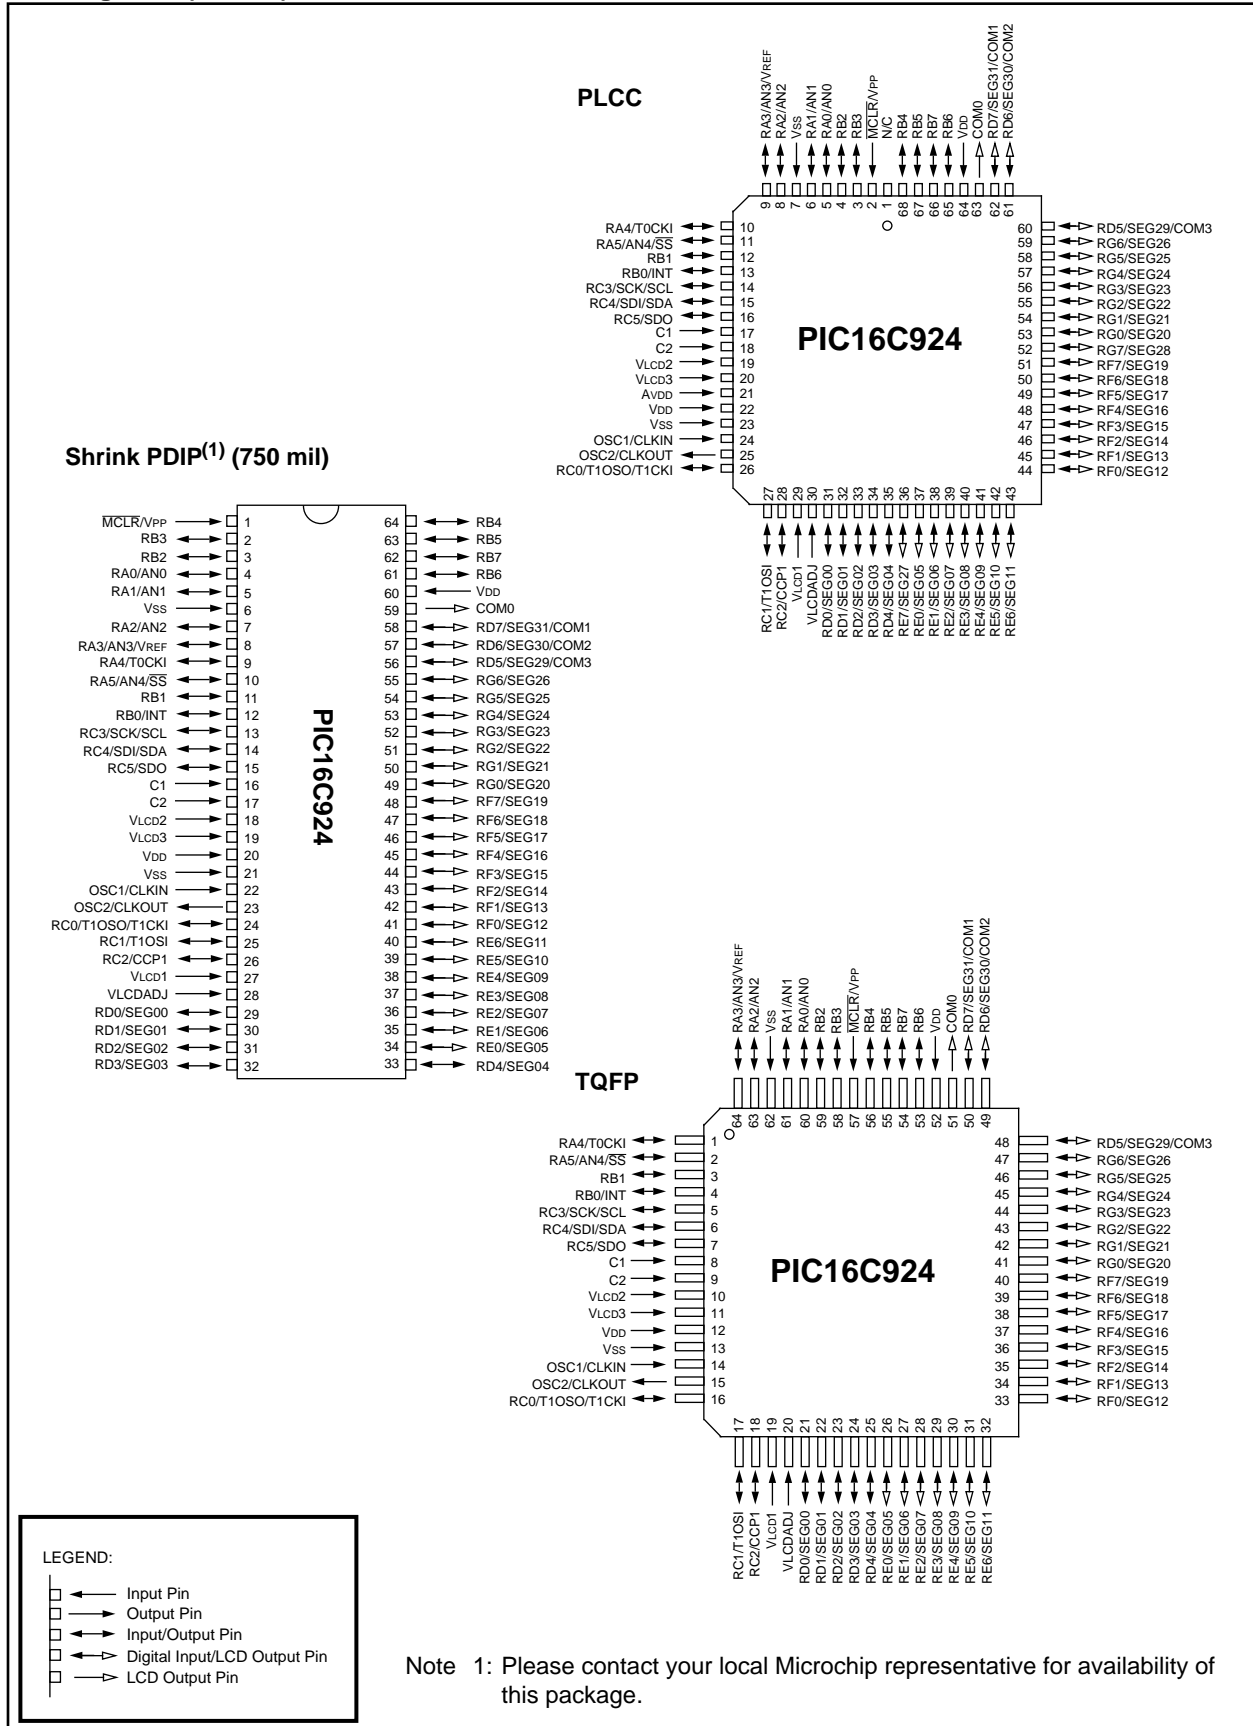 PLCC
RA3/AN3/VREF
RA2/AN2
VSS
RA1/AN1
RA0/AN0
RB2
RB3
MCLR/VPP
N/C
RB4
RB5
RB7
RB6
VDD
COM0
RD7/SEG31/COM1
RD6/SEG30/COM2
9 8 7 6 5 4 3 2 1 68 67 66 65 64 63 62 61
RA4/T0CKI 10 60 RD5/SEG29/COM3
RA5/AN4/SS 11 59 RG6/SEG26
RB1 12 58 RG5/SEG25
RB0/INT 13 57 RG4/SEG24
RC3/SCK/SCL 14 56 RG3/SEG23
RC4/SDI/SDA 15 55 RG2/SEG22
RC5/SDO 16 54 RG1/SEG21
C1 17 53 RG0/SEG20
C2 18 52 RG7/SEG28
VLCD2 19 51 RF7/SEG19
VLCD3 20 50 RF6/SEG18
AVDD 21 49 RF5/SEG17
VDD 22 48 RF4/SEG16
VSS 23 47 RF3/SEG15
OSC1/CLKIN 24 46 RF2/SEG14
OSC2/CLKOUT 25 45 RF1/SEG13
RC0/T1OSO/T1CKI 26 44 RF0/SEG12
PIC16C924
27 28 29 30 31 32 33 34 35 36 37 38 39 40 41 42 43
RC1/T1OSI
RC2/CCP1
VLCD1
VLCDADJ
RD0/SEG00
RD1/SEG01
RD2/SEG02
RD3/SEG03
RD4/SEG04
RE7/SEG27
RE0/SEG05
RE1/SEG06
RE2/SEG07
RE3/SEG08
RE4/SEG09
RE5/SEG10
RE6/SEG11
Shrink PDIP(1) (750 mil)
MCLR/VPP 1 64 RB4
RB3 2 63 RB5
RB2 3 62 RB7
RA0/AN0 4 61 RB6
RA1/AN1 5 60 VDD
VSS 6 59 COM0
RA2/AN2 7 58 RD7/SEG31/COM1
RA3/AN3/VREF 8 57 RD6/SEG30/COM2
RA4/T0CKI 9 56 RD5/SEG29/COM3
RA5/AN4/SS 10 55 RG6/SEG26
RB1 11 54 RG5/SEG25
RB0/INT 12 53 RG4/SEG24
RC3/SCK/SCL 13 52 RG3/SEG23
RC4/SDI/SDA 14 51 RG2/SEG22
RC5/SDO 15 50 RG1/SEG21
C1 16 49 RG0/SEG20
C2 17 48 RF7/SEG19
VLCD2 18 47 RF6/SEG18
VLCD3 19 46 RF5/SEG17
VDD 20 45 RF4/SEG16
VSS 21 44 RF3/SEG15
OSC1/CLKIN 22 43 RF2/SEG14
OSC2/CLKOUT 23 42 RF1/SEG13
RC0/T1OSO/T1CKI 24 41 RF0/SEG12
RC1/T1OSI 25 40 RE6/SEG11
RC2/CCP1 26 39 RE5/SEG10
VLCD1 27 38 RE4/SEG09
VLCDADJ 28 37 RE3/SEG08
RD0/SEG00 29 36 RE2/SEG07
RD1/SEG01 30 35 RE1/SEG06
RD2/SEG02 31 34 RE0/SEG05
RD3/SEG03 32 33 RD4/SEG04
PIC16C924
TQFP
RA3/AN3/VREF
RA2/AN2
VSS
RA1/AN1
RA0/AN0
RB2
RB3
MCLR/VPP
RB4
RB5
RB7
RB6
VDD
COM0
RD7/SEG31/COM1
RD6/SEG30/COM2
64 63 62 61 60 59 58 57 56 55 54 53 52 51 50 49
RA4/T0CKI 1 48 RD5/SEG29/COM3
RA5/AN4/SS 2 47 RG6/SEG26
RB1 3 46 RG5/SEG25
RB0/INT 4 45 RG4/SEG24
RC3/SCK/SCL 5 44 RG3/SEG23
RC4/SDI/SDA 6 43 RG2/SEG22
RC5/SDO 7 42 RG1/SEG21
C1 8 41 RG0/SEG20
C2 9 40 RF7/SEG19
VLCD2 10 39 RF6/SEG18
VLCD3 11 38 RF5/SEG17
VDD 12 37 RF4/SEG16
VSS 13 36 RF3/SEG15
OSC1/CLKIN 14 35 RF2/SEG14
OSC2/CLKOUT 15 34 RF1/SEG13
RC0/T1OSO/T1CKI 16 33 RF0/SEG12
PIC16C924
17 18 19 20 21 22 23 24 25 26 27 28 29 30 31 32
RC1/T1OSI
RC2/CCP1
VLCD1
VLCDADJ
RD0/SEG00
RD1/SEG01
RD2/SEG02
RD3/SEG03
RD4/SEG04
RE0/SEG05
RE1/SEG06
RE2/SEG07
RE3/SEG08
RE4/SEG09
RE5/SEG10
RE6/SEG11
LEGEND:
Input Pin
Output Pin
Input/Output Pin
Digital Input/LCD Output Pin
LCD Output Pin
Note 1: Please contact your local Microchip representative for availability of
this package.